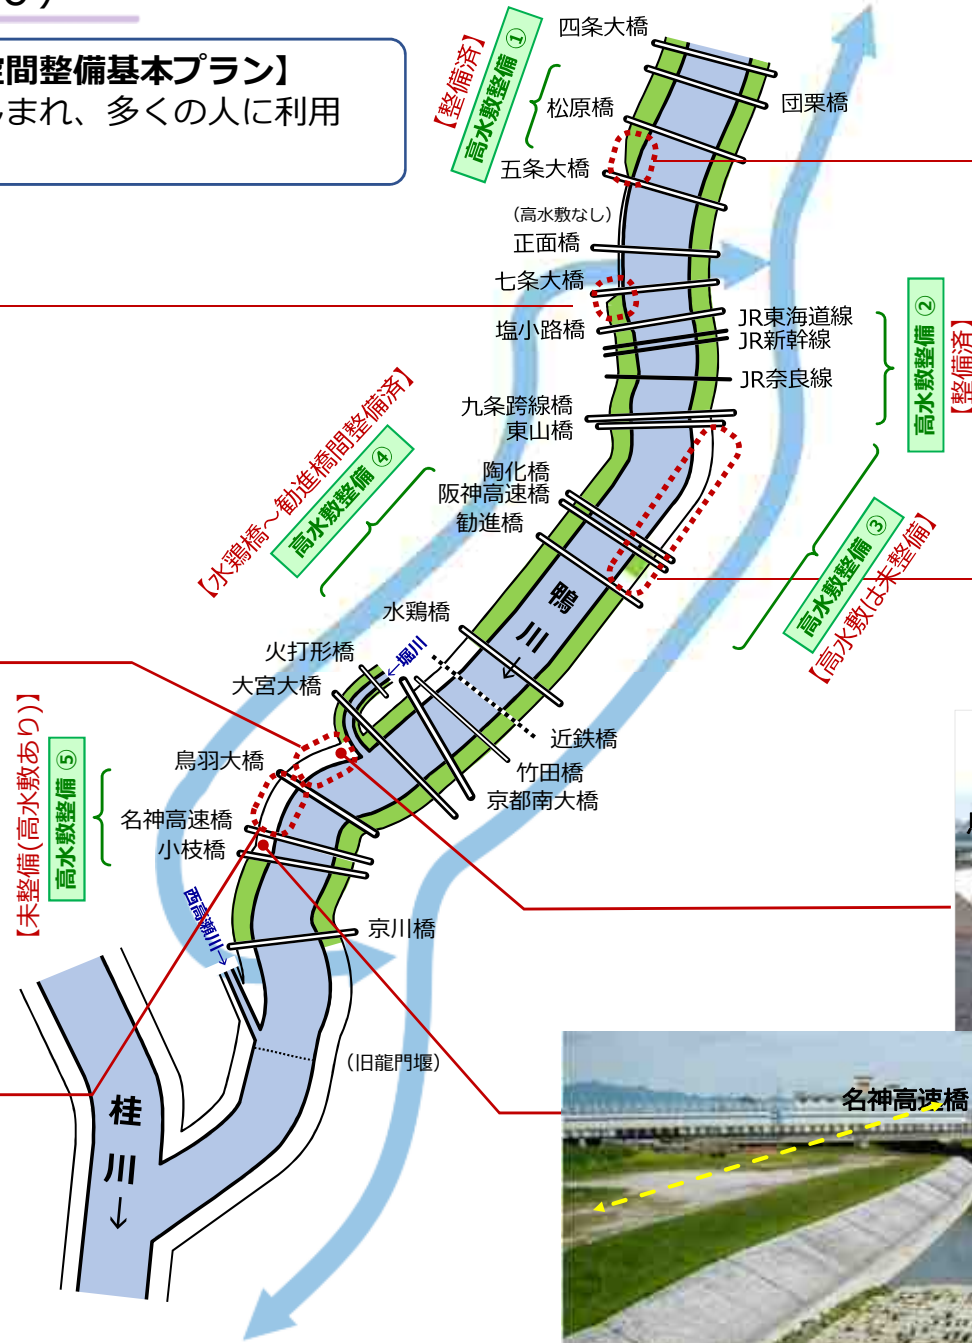 空間整備基本プラン】
しまれ、多くの人に利用
【整備済】
高水敷整備 ①
四条大橋
団栗橋
松原橋
五条大橋
（高水敷なし）
正面橋
七条大橋
塩小路橋
JR東海道線
JR新幹線
JR奈良線
高水敷整備 ②
【整備済】
九条跨線橋
東山橋
陶化橋
阪神高速橋
勧進橋
【水鶏橋～勧進橋間整備済】
高水敷整備 ④
高水敷整備 ③
【高水敷は未整備】
鴨川
↓
水鶏橋
←堀川
火打形橋
大宮大橋
近鉄橋
竹田橋
京都南大橋
鳥羽大橋
名神高速橋
小枝橋
【未整備(高水敷あり)】
高水敷整備 ⑤
西高瀬川→
京川橋
（旧龍門堰）
桂川
↓
名神高速橋